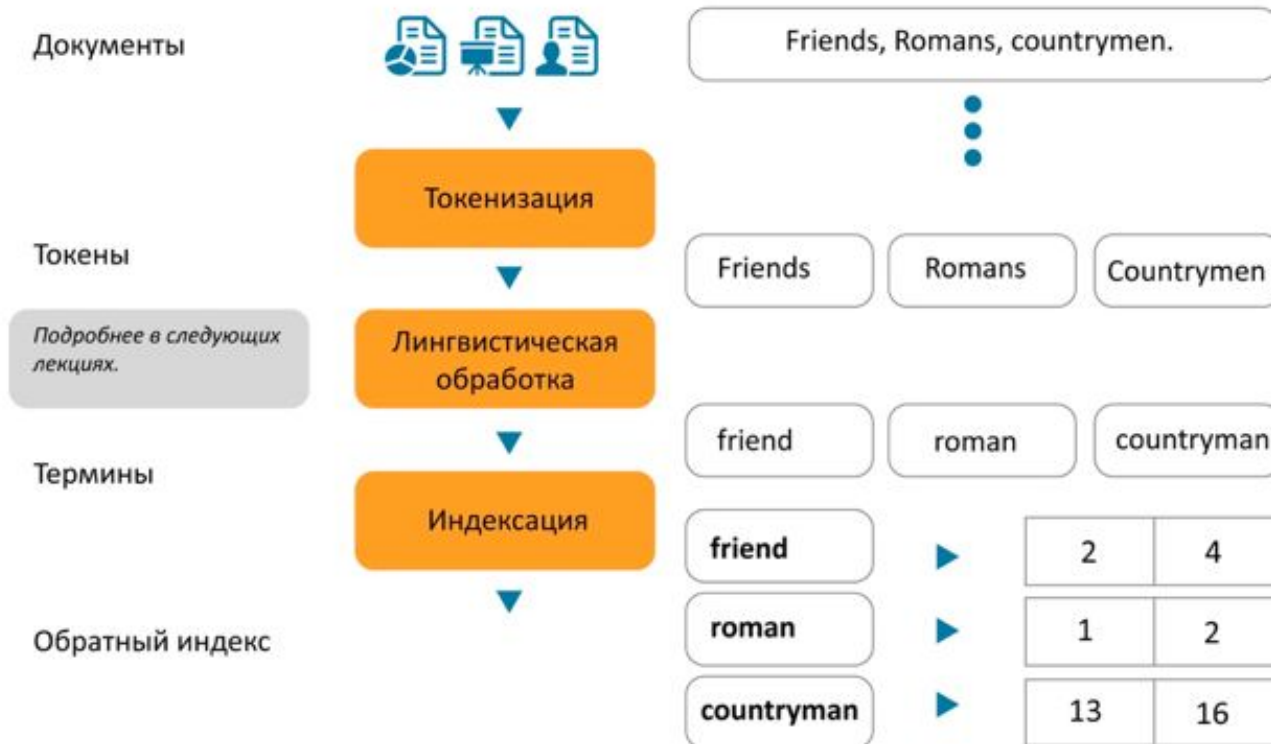 Документы
Friends, Romans, countrymen.
Токенизация
Токены
Friends
Romans
Countrymen
Подробнее в следующих
лекциях.
Лингвистическая
обработка
friend
roman
countryman
Термины
Индексация
friend
2
4
roman
1
2
Обратный индекс
countryman
13
16